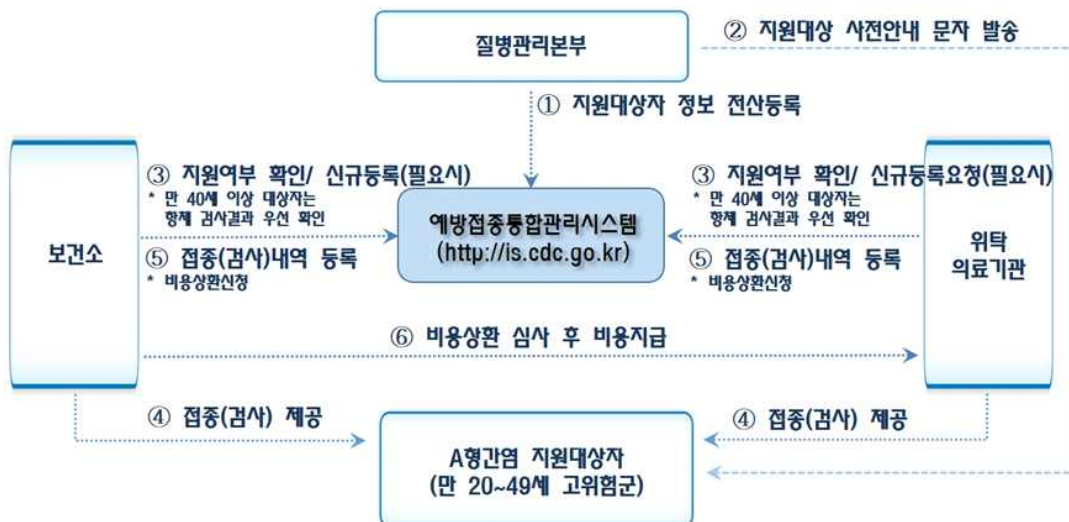 질병관리본부
② 지원대상 사전안내 문자 발송
① 지원대상자 정보 전산등록
보건소
③ 지원여부 확인/ 신규등록(필요시)
* 만 40세 이상 대상자는
항체 검사결과 우선 확인
⑤ 접종(검사)내역 등록
* 비용상환신청
예방접종통합관리시스템
(http://is.cdc.go.kr)
③ 지원여부 확인/ 신규등록요청(필요시)
* 만 40세 이상 대상자는
항체 검사결과 우선 확인
⑤ 접종(검사)내역 등록
* 비용상환신청
위탁
의료기관
⑥ 비용상환 심사 후 비용지급
④ 접종(검사) 제공
④ 접종(검사) 제공
A형간염 지원대상자
(만 20~49세 고위험군)